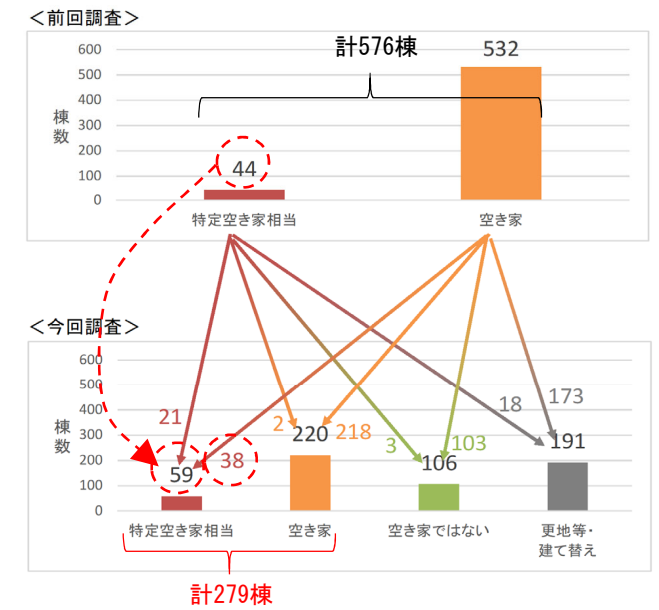 ＜前回調査＞
計576棟
600
500
400
300
200
100
0
棟数
44
532
特定空き家相当
空き家
＜今回調査＞
600
500
400
300
200
100
0
棟数
21
59
38
2
220
218
3
106
103
18
191
173
特定空き家相当
空き家
空き家ではない
更地等・
建て替え
計279棟